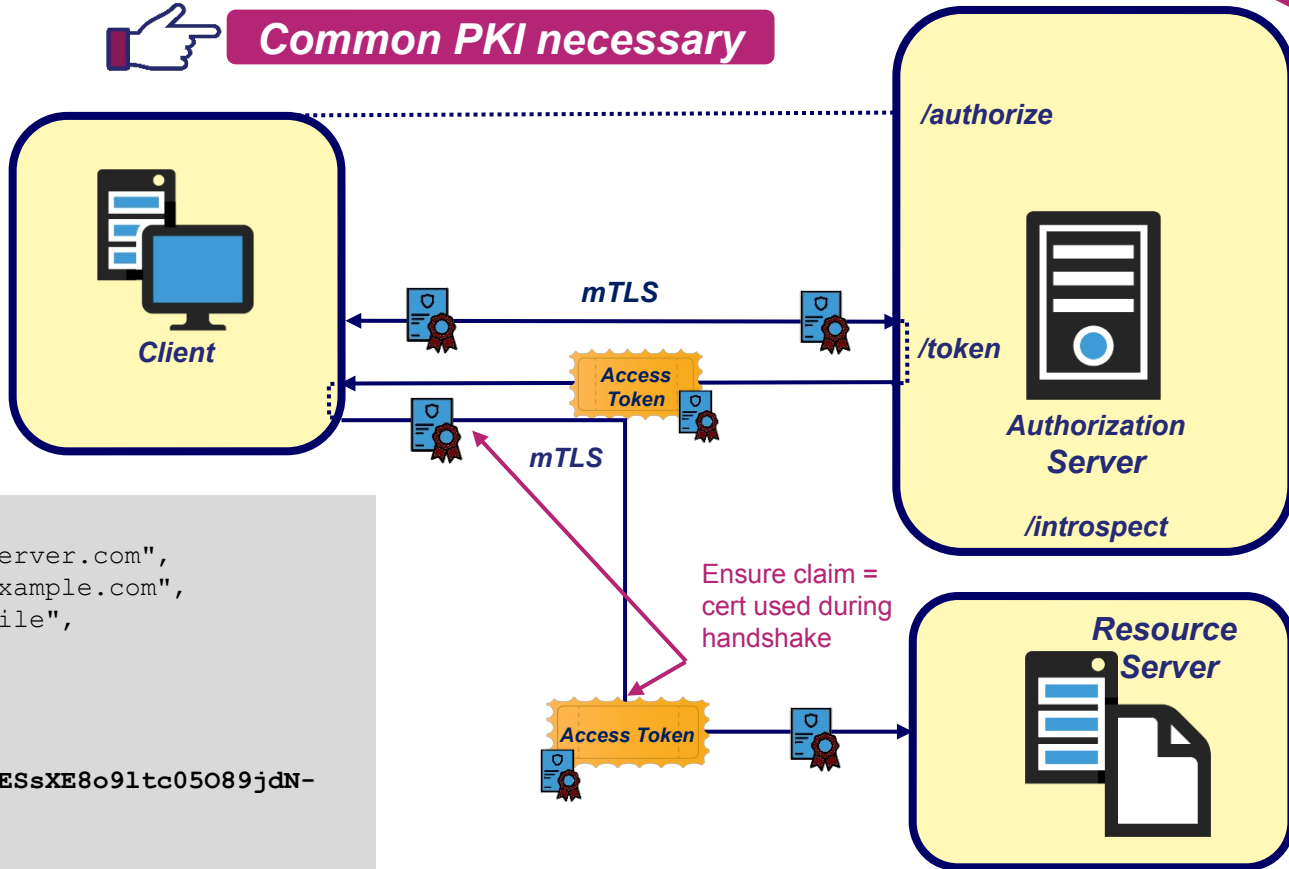 Common PKI necessary
/authorize
Client
mTLS
/token
Access
Token
Authorization
Server
mTLS
/introspect
erver.com",
xample.com",
ile",
ESsXE8o9ltc05O89jdN-
Ensure claim =
cert used during
handshake
Resource
Server
Access Token